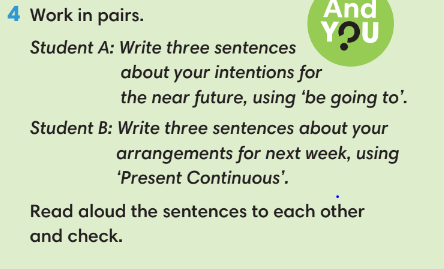 And
Y?U
4 Work in pairs.
Student A: Write three sentences
about your intentions for
the near future, using ‘be going to’.
Student B: Write three sentences about your
arrangements for next week, using
‘Present Continuous’.
Read aloud the sentences to each other
and check.